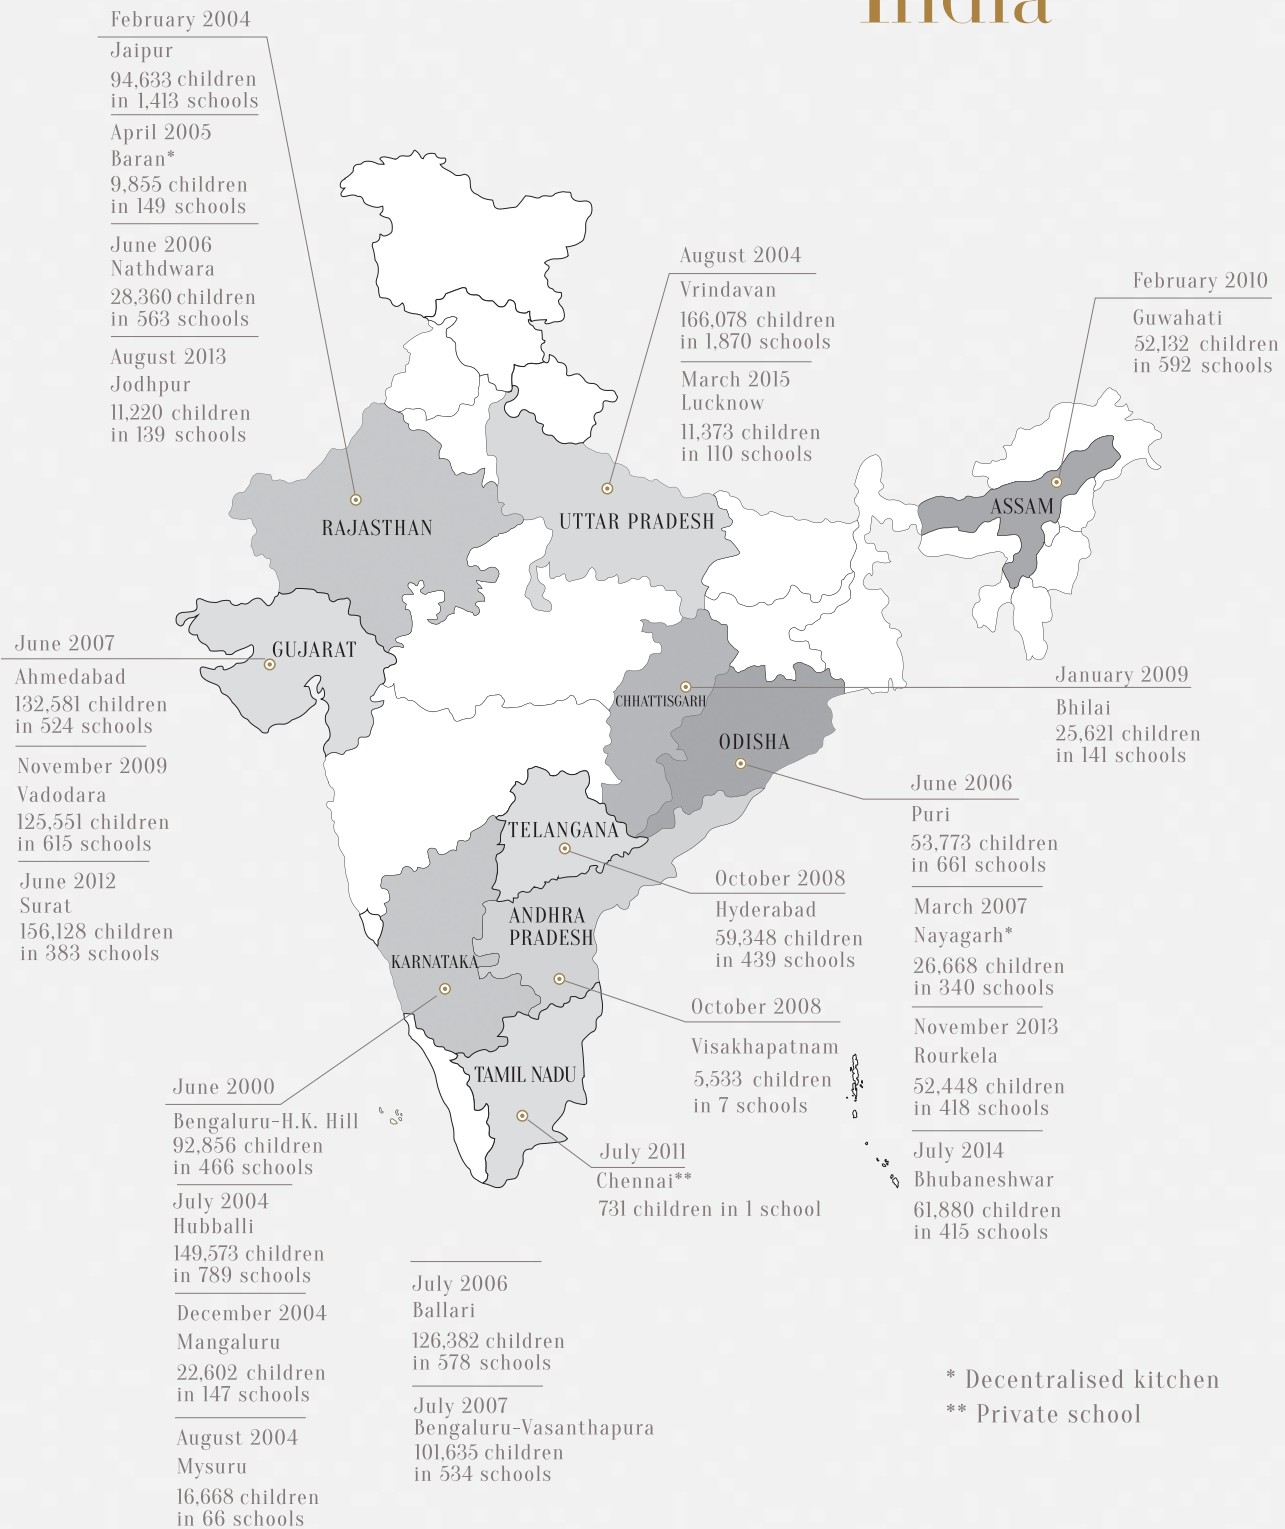 India
February 2004
Jaipur
94,633 children
in 1,413 schools
April 2005
Baran*
9,855 children
in 149 schools
June 2006
Nathdwara
28,360 children
in 563 schools
August 2013
Jodhpur
11,220 children
in 139 schools
August 2004
Vrindavan
166,078 children
in 1,870 schools
March 2015
Lucknow
11,373 children
in 110 schools
February 2010
Guwahati
52,132 children
in 592 schools
RAJASTHAN
UTTAR PRADESH
ASSAM
GUJARAT
CHHATTISGARH
ODISHA
TELANGANA
ANDHRA
PRADESH
KARNATAKA
TAMIL NADU
June 2007
Ahmedabad
132,581 children
in 524 schools
November 2009
Vadodara
125,551 children
in 615 schools
June 2012
Surat
156,128 children
in 383 schools
January 2009
Bhilai
25,621 children
in 141 schools
June 2006
Puri
53,773 children
in 661 schools
March 2007
Nayagarh*
26,668 children
in 340 schools
November 2013
Rourkela
52,448 children
in 418 schools
July 2014
Bhubaneshwar
61,880 children
in 415 schools
October 2008
Hyderabad
59,348 children
in 439 schools
October 2008
Visakhapatnam
5,533 children
in 7 schools
July 2011
Chennai**
731 children in 1 school
June 2000
Bengaluru-H.K. Hill
92,856 children
in 466 schools
July 2004
Hubballi
149,573 children
in 789 schools
December 2004
Mangaluru
22,602 children
in 147 schools
August 2004
Mysuru
16,668 children
in 66 schools
July 2006
Ballari
126,382 children
in 578 schools
July 2007
Bengaluru-Vasanthapura
101,635 children
in 534 schools
* Decentralised kitchen
** Private school